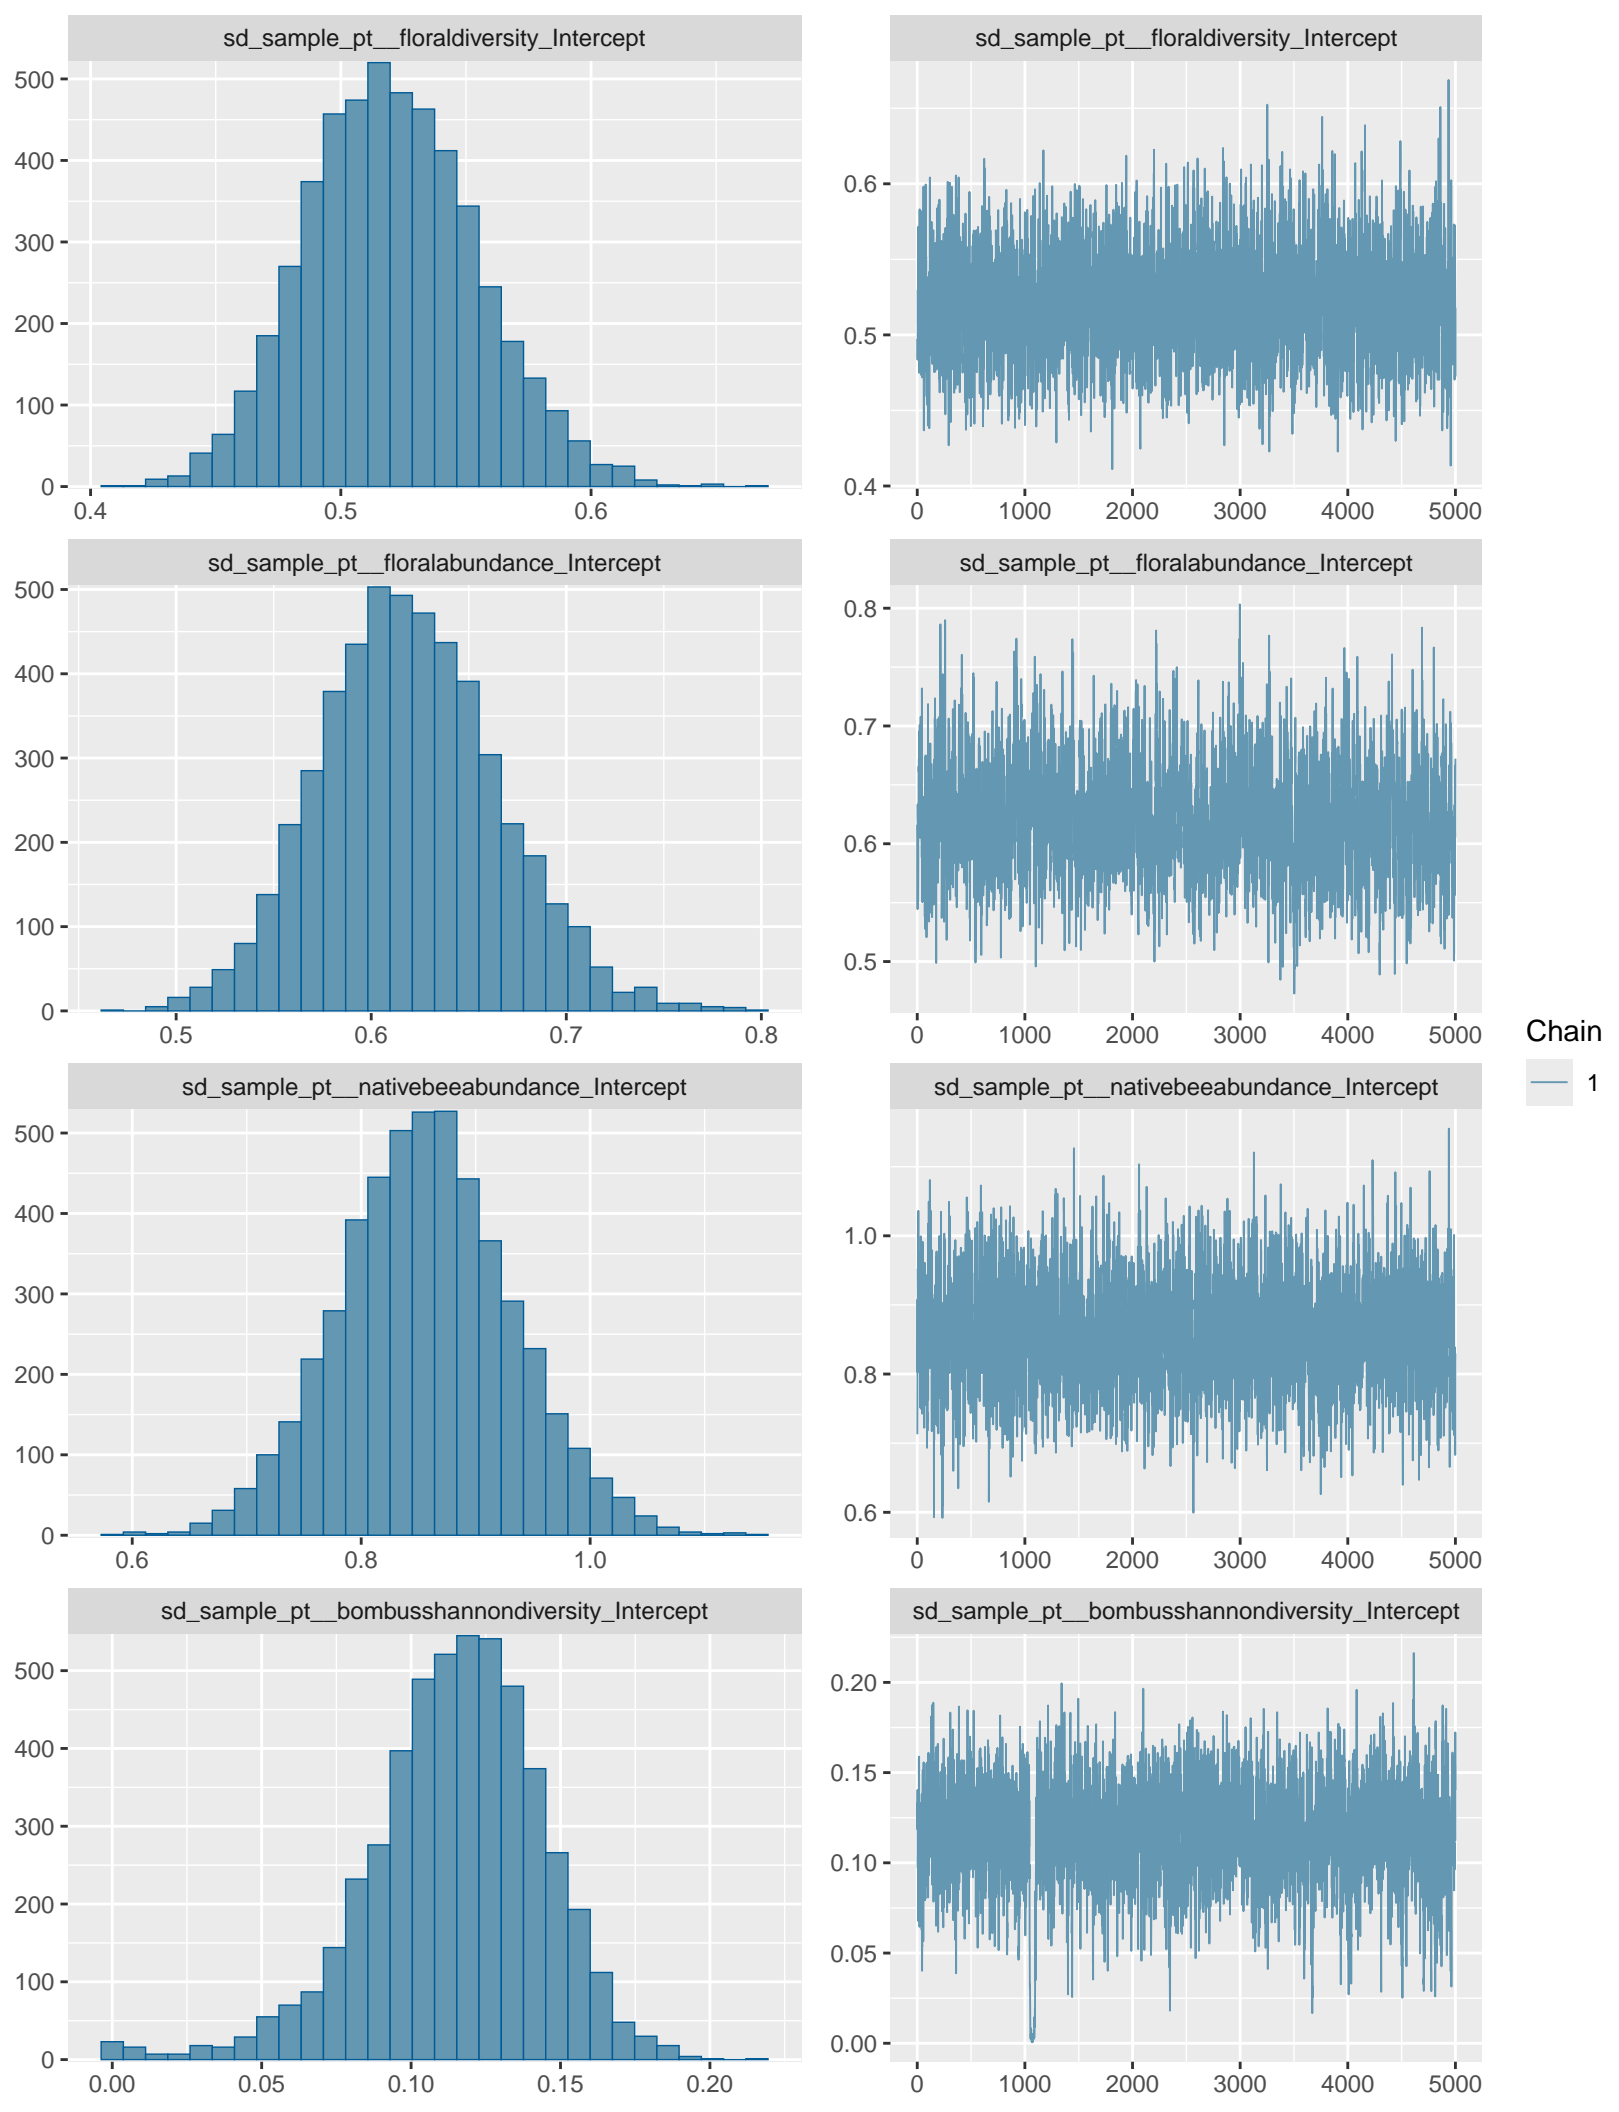 sd_sample_pt__floraldiversity_Intercept
500
400
300
200
100
0
0.4 0.5 0.6
sd_sample_pt__floraldiversity_Intercept
0.6
0.5
0.4
0 1000 2000 3000 4000 5000
sd_sample_pt__floralabundance_Intercept
500
400
300
200
100
0
0.5 0.6 0.7 0.8
sd_sample_pt__floralabundance_Intercept
0.8
0.7
0.6
0.5
0 1000 2000 3000 4000 5000
sd_sample_pt__nativebeeabundance_Intercept
500
400
300
200
100
0
0.6 0.8 1.0
sd_sample_pt__nativebeeabundance_Intercept
1.0
0.8
0.6
0 1000 2000 3000 4000 5000
sd_sample_pt__bombusshannondiversity_Intercept
500
400
300
200
100
0
0.00 0.05 0.10 0.15 0.20
sd_sample_pt__bombusshannondiversity_Intercept
0.20
0.15
0.10
0.05
0.00
0 1000 2000 3000 4000 5000
Chain
1